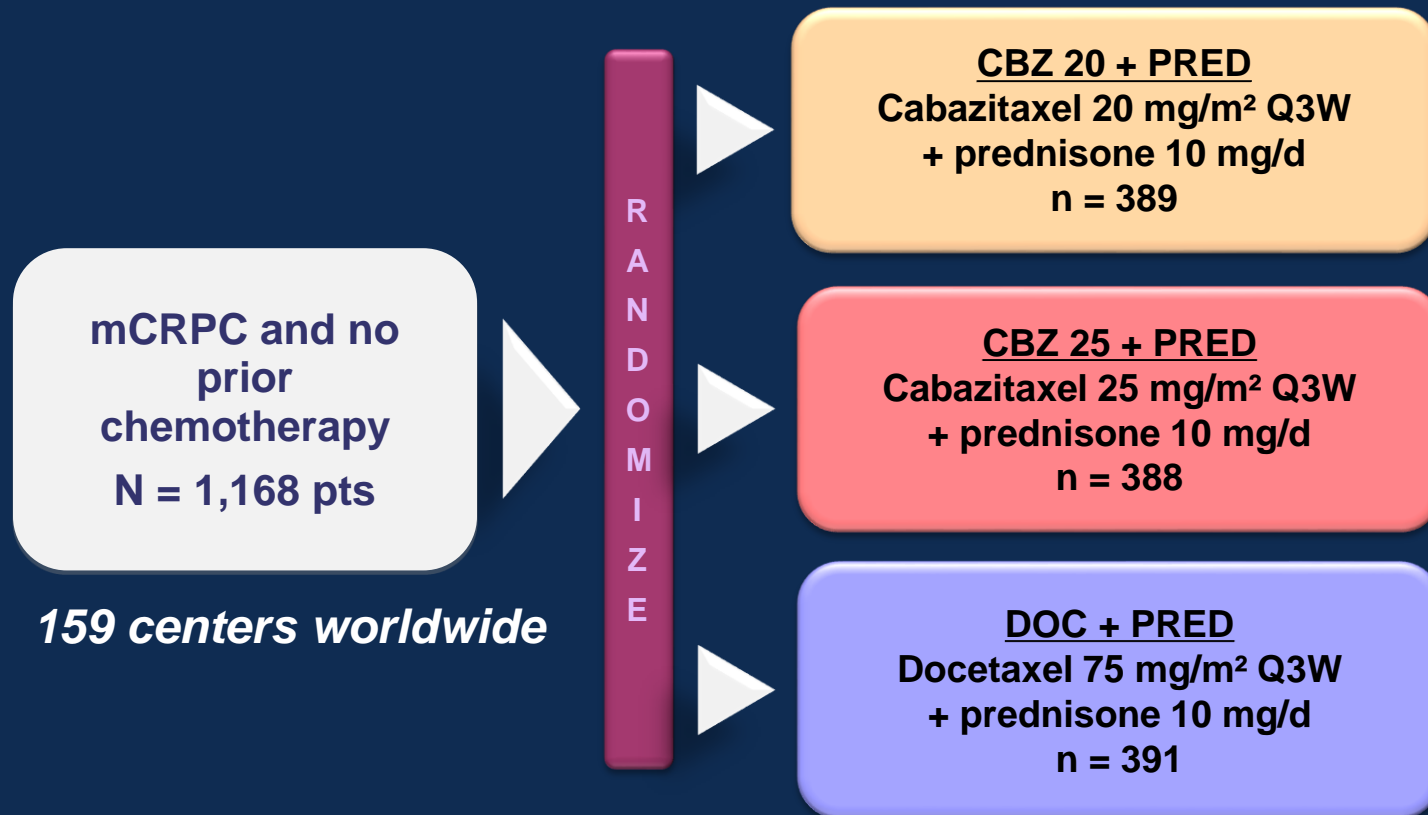 mCRPC and no
prior
chemotherapy
N = 1,168 pts
159 centers worldwide
R
A
N
D
O
M
I
Z
E
CBZ 20 + PRED
Cabazitaxel 20 mg/m² Q3W
+ prednisone 10 mg/d
n = 389
CBZ 25 + PRED
Cabazitaxel 25 mg/m² Q3W
+ prednisone 10 mg/d
n = 388
DOC + PRED
Docetaxel 75 mg/m² Q3W
+ prednisone 10 mg/d
n = 391